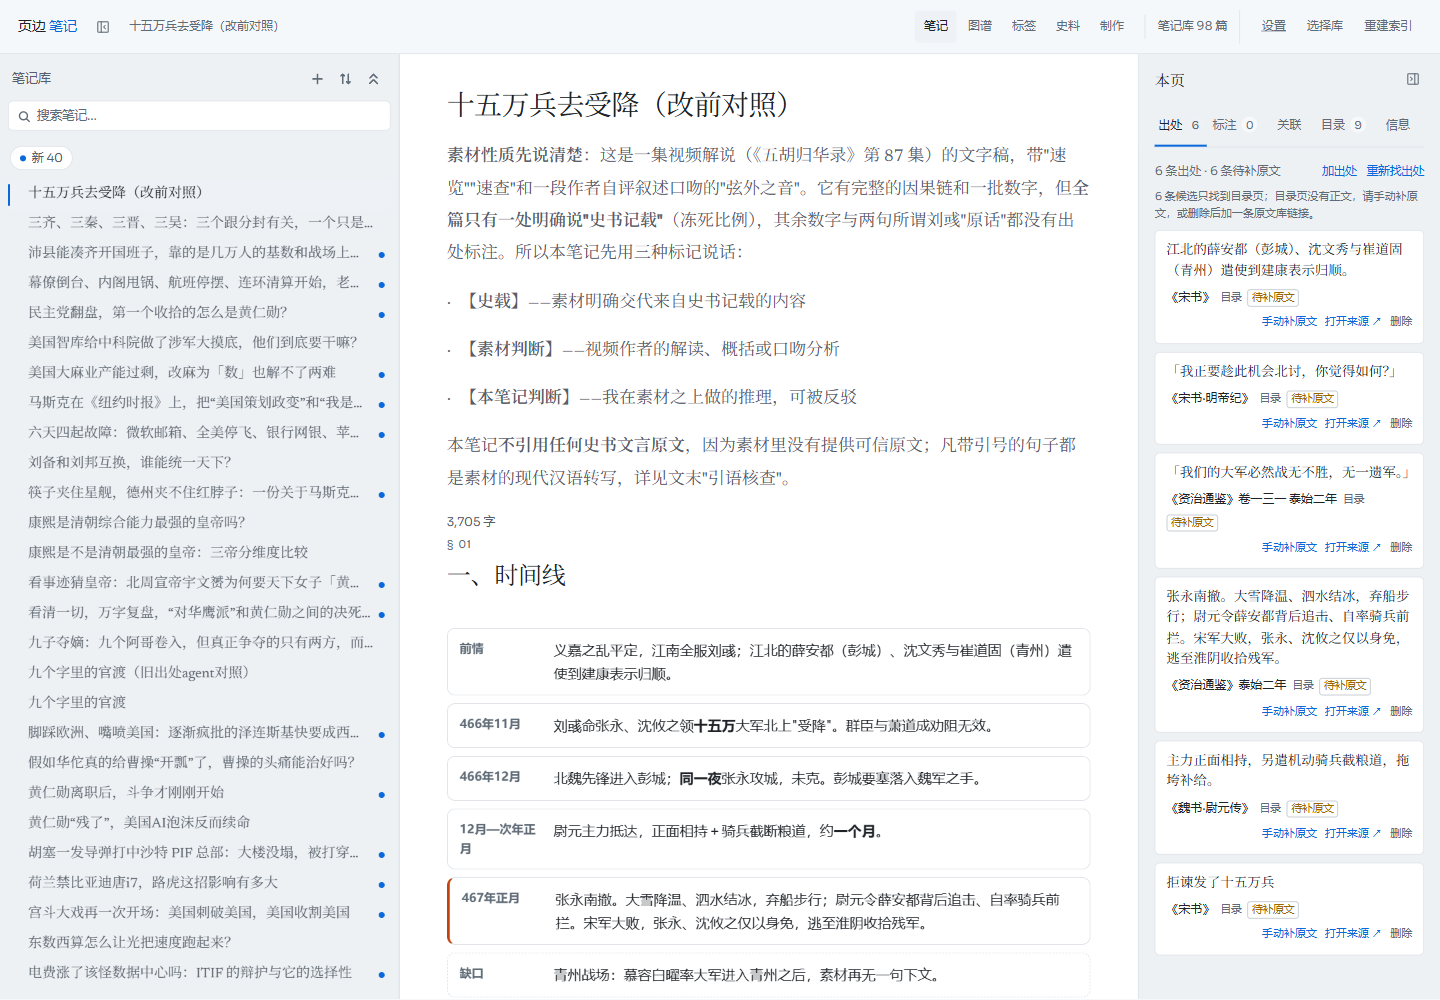 页边 笔记
十五万兵去受降（改前对照）
笔记 图谱 标签 史料 制作 笔记库 98 篇 设置 选择库 重建索引
笔记库
搜索笔记...
新 40
十五万兵去受降（改前对照）
三齐、三秦、三晋、三吴：三个跟分封有关，一个只是...
沛县能凑齐开国班子，靠的是几万人的基数和战场上...
幕僚倒台、内阁甩锅、航班停摆、连环清算开始，老...
民主党翻盘，第一个收拾的怎么是黄仁勋？
美国智库给中科院做了涉军大摸底，他们到底要干嘛？
美国大麻业产能过剩，改麻为「数」也解不了两难
马斯克在《纽约时报》上，把“美国策划政变”和“我是...
六天四起故障：微软邮箱、全美停飞、银行网银、苹...
刘备和刘邦互换，谁能统一天下？
筷子夹住星舰，德州夹不住红脖子：一份关于马斯克...
康熙是清朝综合能力最强的皇帝吗？
康熙是不是清朝最强的皇帝：三帝分维度比较
看事迹猜皇帝：北周宣帝宇文赟为何要天下女子「黄...
看清一切，万字复盘，“对华鹰派”和黄仁勋之间的决死...
九子夺嫡：九个阿哥卷入，但真正争夺的只有两方，而...
九个字里的官渡（旧出处agent对照）
九个字里的官渡
脚踩欧洲、嘴喷美国：逐渐疯批的泽连斯基快要成西...
假如华佗真的给曹操“开瓢”了，曹操的头痛能治好吗？
黄仁勋离职后，斗争才刚刚开始
黄仁勋“残了”，美国AI泡沫反而续命
胡塞一发导弹打中沙特 PIF 总部：大楼没塌，被打穿...
荷兰禁比亚迪唐i7，路虎这招影响有多大
宫斗大戏再一次开场：美国刺破美国，美国收割美国
东数西算怎么让光把速度跑起来？
电费涨了该怪数据中心吗：ITIF 的辩护与它的选择性
十五万兵去受降（改前对照）
素材性质先说清楚：这是一集视频解说（《五胡归华录》第 87 集）的文字稿，带"速
览""速查"和一段作者自评叙述口吻的"弦外之音"。它有完整的因果链和一批数字，但全
篇只有一处明确说"史书记载"（冻死比例），其余数字与两句所谓刘彧"原话"都没有出
处标注。所以本笔记先用三种标记说话：
· 【史载】——素材明确交代来自史书记载的内容
· 【素材判断】——视频作者的解读、概括或口吻分析
· 【本笔记判断】——我在素材之上做的推理，可被反驳
本笔记不引用任何史书文言原文，因为素材里没有提供可信原文；凡带引号的句子都
是素材的现代汉语转写，详见文末"引语核查"。
3,705 字
§ 01
一、时间线
前情 义嘉之乱平定，江南全服刘彧；江北的薛安都（彭城）、沈文秀与崔道固（青州）遣
使到建康表示归顺。
466年11月 刘彧命张永、沈攸之领十五万大军北上"受降"。群臣与萧道成劝阻无效。
466年12月 北魏先锋进入彭城；同一夜张永攻城，未克。彭城要塞落入魏军之手。
12月—次年正
月
尉元主力抵达，正面相持 + 骑兵截断粮道，约一个月。
467年正月 张永南撤。大雪降温、泗水结冰，弃船步行；尉元令薛安都背后追击、自率骑兵前
拦。宋军大败，张永、沈攸之仅以身免，逃至淮阴收拾残军。
缺口 青州战场：慕容白曜率大军进入青州之后，素材再无一句下文。
本页
出处 6 标注 0 关联 目录 9 信息
6 条出处 · 6 条待补原文 加出处 重新找出处
6 条候选只找到目录页；目录页没有正文，请手动补原
文，或删除后加一条原文库链接。
江北的薛安都（彭城）、沈文秀与崔道固
（青州）遣使到建康表示归顺。
《宋书》 目录 待补原文
手动补原文 打开来源 ↗ 删除
「我正要趁此机会北讨，你觉得如何?」
《宋书·明帝纪》 目录 待补原文
手动补原文 打开来源 ↗ 删除
「我们的大军必然战无不胜，无一遗军。」
《资治通鉴》卷一三一 泰始二年 目录
待补原文
手动补原文 打开来源 ↗ 删除
张永南撤。大雪降温、泗水结冰，弃船步
行；尉元令薛安都背后追击、自率骑兵前
拦。宋军大败，张永、沈攸之仅以身免，
逃至淮阴收拾残军。
《资治通鉴》泰始二年 目录 待补原文
手动补原文 打开来源 ↗ 删除
主力正面相持，另遣机动骑兵截粮道，拖
垮补给。
《魏书·尉元传》 目录 待补原文
手动补原文 打开来源 ↗ 删除
拒谏发了十五万兵
《宋书》 目录 待补原文
手动补原文 打开来源 ↗ 删除